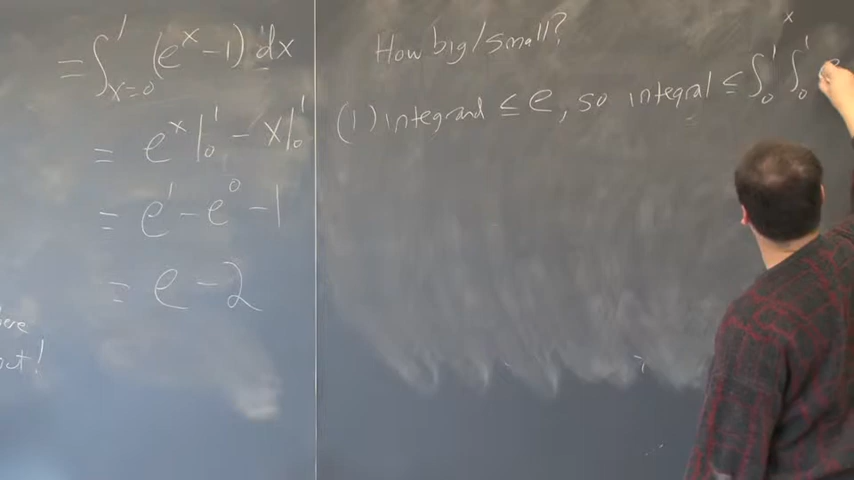 = ∫_{x=0}^{1} (e^x − 1) dx
= e^x |_0^1 − x |_0^1
= e^1 − e^0 − 1
= e − 2
How big/small?
(1) integrand ≤ e, so integral ≤ ∫_0^1 ∫_0^1
x